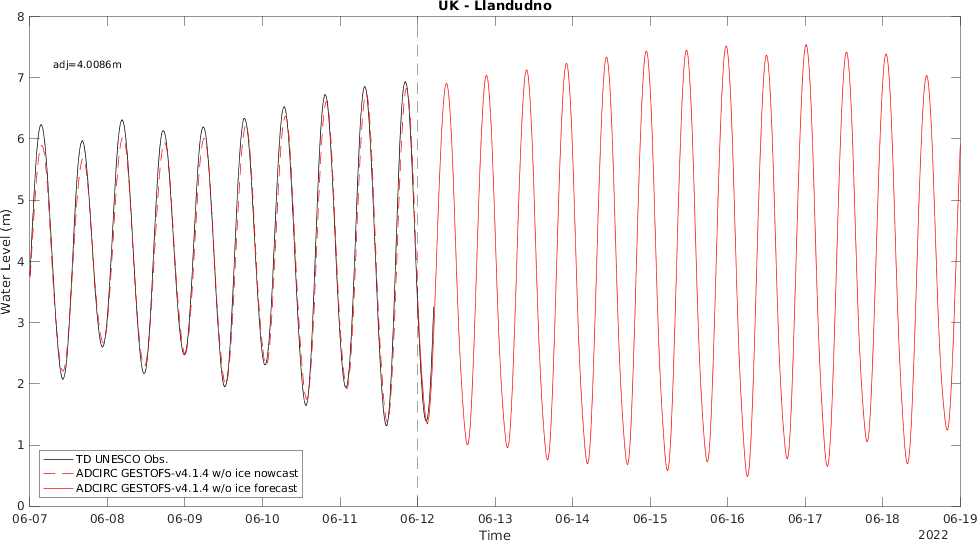 UK - Llandudno
8
7
6
5
4
3
2
1
0
Water Level (m)
adj=4.0086m
TD UNESCO Obs.
ADCIRC GESTOFS-v4.1.4 w/o ice nowcast
ADCIRC GESTOFS-v4.1.4 w/o ice forecast
06-07 06-08 06-09 06-10 06-11 06-12 06-13 06-14 06-15 06-16 06-17 06-18 06-19
Time
2022